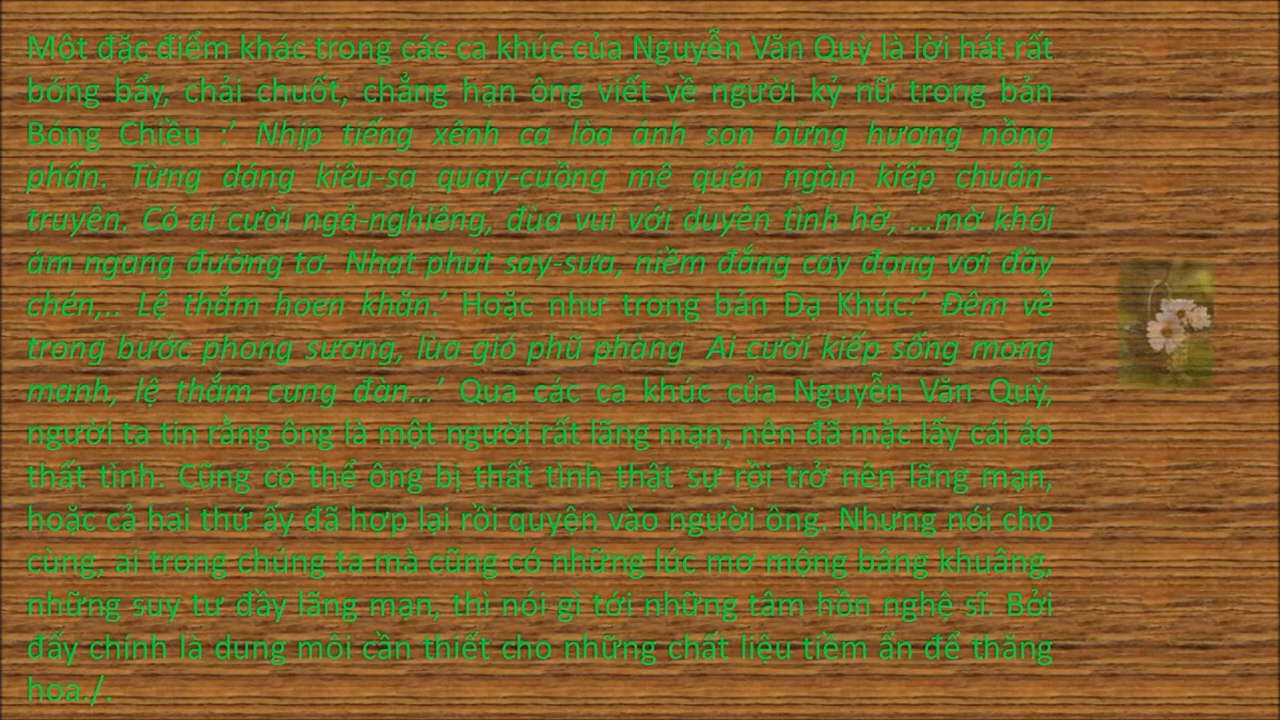 Một đặc điểm khác trong các ca khúc của Nguyễn Văn Quỳ là lời hát rất
bóng bẩy, chải chuốt, chẳng hạn ông viết về người kỷ nữ trong bản
Bóng Chiều :’ Nhịp tiếng xênh ca lòa ánh son bừng hương nồng
phấn. Từng dáng kiêu-sa quay-cuồng mê quên ngàn kiếp chuân-
truyên. Có ai cười ngả-nghiêng, đùa vui với duyên tình hờ, ...mờ khói
ám ngang đường tơ. Nhạt phút say-sưa, niềm đắng cay đọng vơi đầy
chén,.. Lệ thắm hoen khăn.’ Hoặc như trong bản Dạ Khúc:’ Đêm về
trong bước phong sương, lùa gió phũ phàng Ai cười kiếp sống mong
manh, lệ thắm cung đàn...’ Qua các ca khúc của Nguyễn Văn Quỳ,
người ta tin rằng ông là một người rất lãng mạn, nên đã mặc lấy cái áo
thất tình. Cũng có thể ông bị thất tình thật sự rồi trở nên lãng mạn,
hoặc cả hai thứ ấy đã hợp lại rồi quyện vào người ông. Nhưng nói cho
cùng, ai trong chúng ta mà cũng có những lúc mơ mộng bâng khuâng,
những suy tư đầy lãng mạn, thì nói gì tới những tâm hồn nghệ sĩ. Bởi
đấy chính là dung môi cần thiết cho những chất liệu tiềm ẩn để thăng
hoa./.